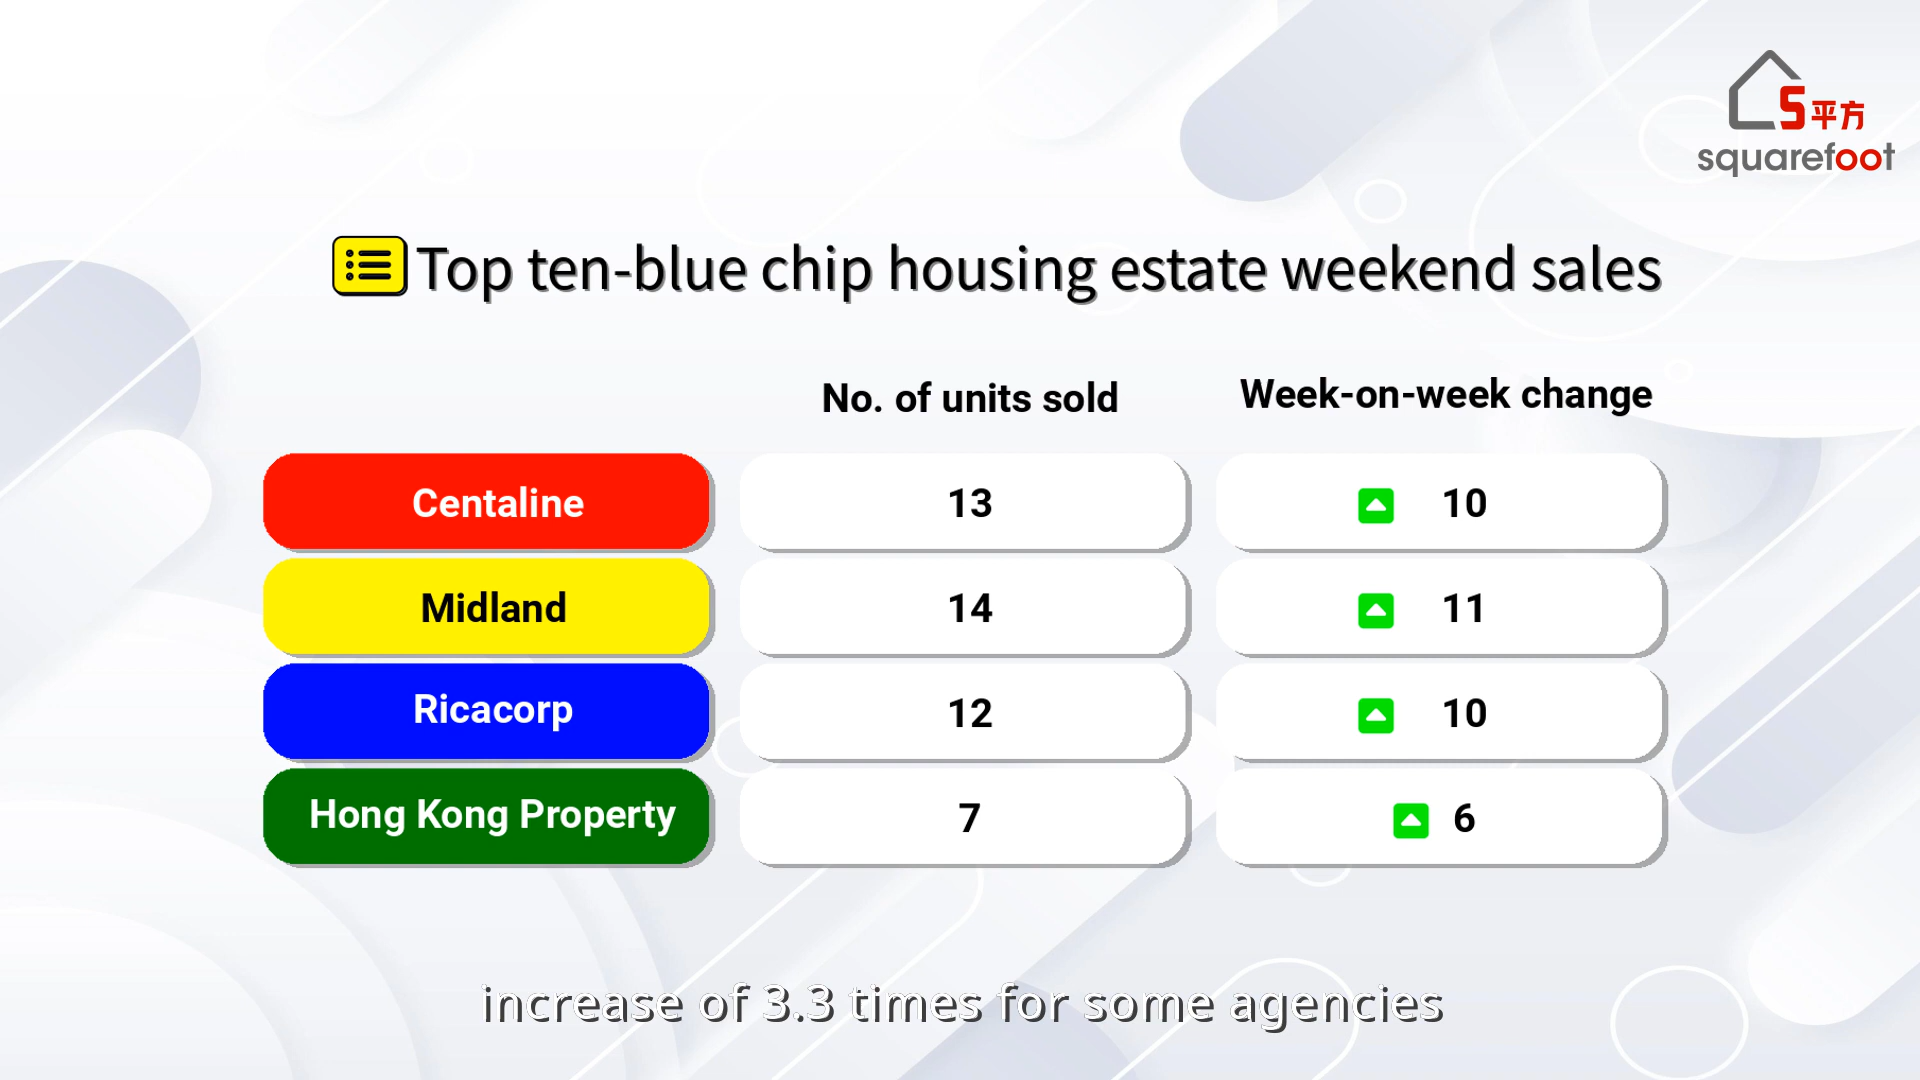 S平方
squarefoot
Top ten-blue chip housing estate weekend sales
No. of units sold Week-on-week change
Centaline 13 10
Midland 14 11
Ricacorp 12 10
Hong Kong Property 7 6
increase of 3.3 times for some agencies